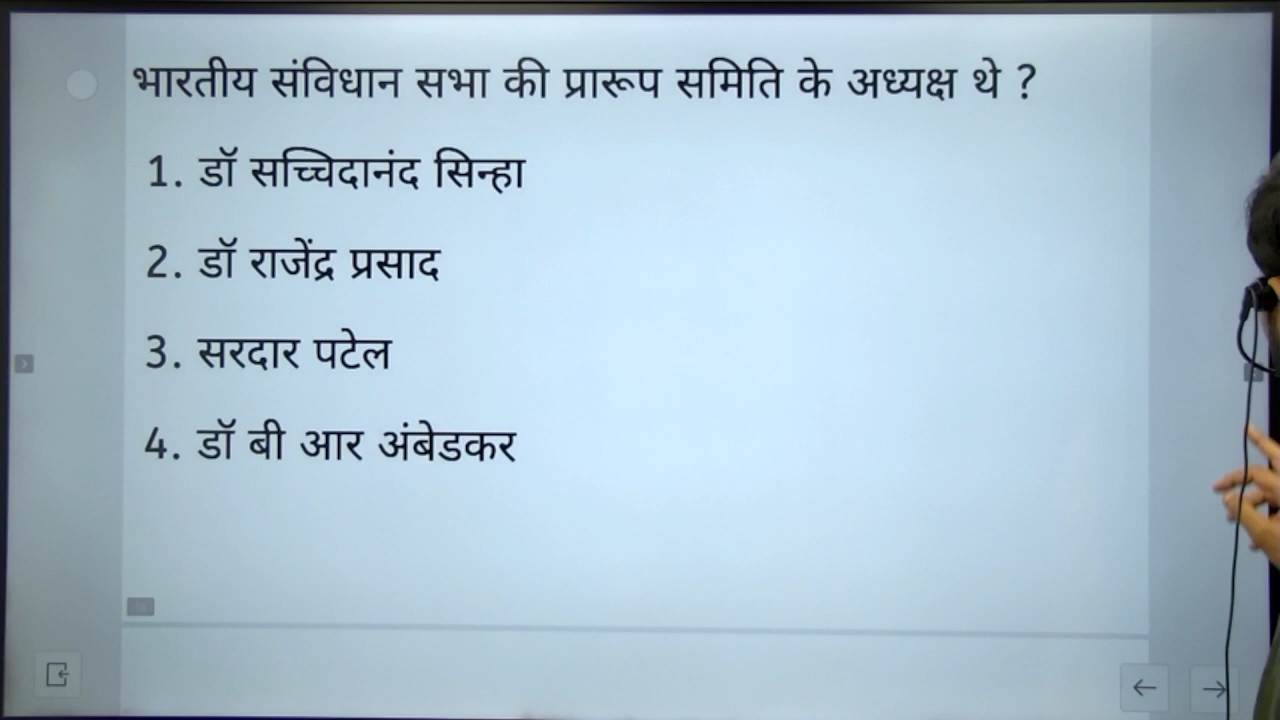 भारतीय संविधान सभा की प्रारूप समिति के अध्यक्ष थे ?
1. डॉ सच्चिदानंद सिन्हा
2. डॉ राजेंद्र प्रसाद
3. सरदार पटेल
4. डॉ बी आर अंबेडकर